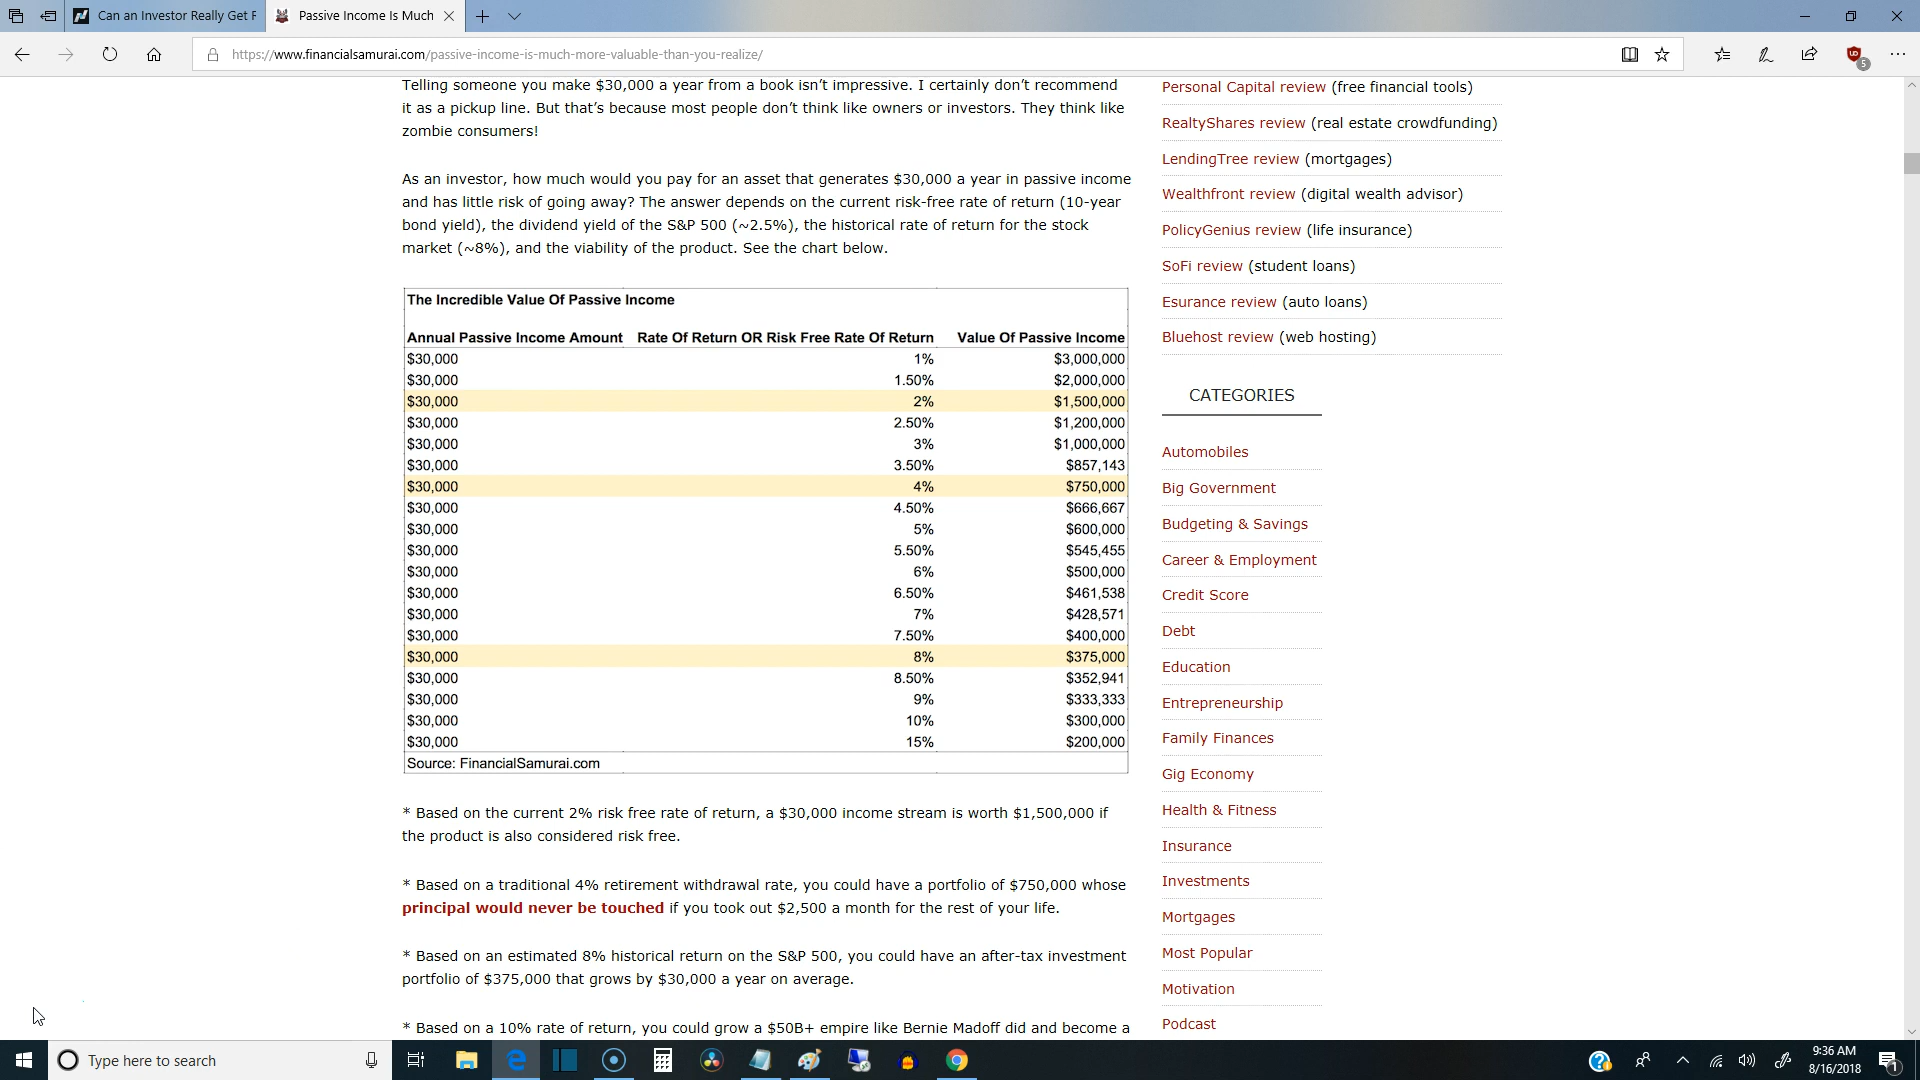 Can an Investor Really Get F
Passive Income Is Much
https://www.financialsamurai.com/passive-income-is-much-more-valuable-than-you-realize/
5
Telling someone you make $30,000 a year from a book isn’t impressive. I certainly don’t recommend
it as a pickup line. But that’s because most people don’t think like owners or investors. They think like
zombie consumers!
As an investor, how much would you pay for an asset that generates $30,000 a year in passive income
and has little risk of going away? The answer depends on the current risk-free rate of return (10-year
bond yield), the dividend yield of the S&P 500 (~2.5%), the historical rate of return for the stock
market (~8%), and the viability of the product. See the chart below.
The Incredible Value Of Passive Income
Annual Passive Income Amount Rate Of Return OR Risk Free Rate Of Return Value Of Passive Income
$30,000 1% $3,000,000
$30,000 1.50% $2,000,000
$30,000 2% $1,500,000
$30,000 2.50% $1,200,000
$30,000 3% $1,000,000
$30,000 3.50% $857,143
$30,000 4% $750,000
$30,000 4.50% $666,667
$30,000 5% $600,000
$30,000 5.50% $545,455
$30,000 6% $500,000
$30,000 6.50% $461,538
$30,000 7% $428,571
$30,000 7.50% $400,000
$30,000 8% $375,000
$30,000 8.50% $352,941
$30,000 9% $333,333
$30,000 10% $300,000
$30,000 15% $200,000
Source: FinancialSamurai.com
* Based on the current 2% risk free rate of return, a $30,000 income stream is worth $1,500,000 if
the product is also considered risk free.
* Based on a traditional 4% retirement withdrawal rate, you could have a portfolio of $750,000 whose
principal would never be touched if you took out $2,500 a month for the rest of your life.
* Based on an estimated 8% historical return on the S&P 500, you could have an after-tax investment
portfolio of $375,000 that grows by $30,000 a year on average.
* Based on a 10% rate of return, you could grow a $50B+ empire like Bernie Madoff did and become a
Personal Capital review (free financial tools)
RealtyShares review (real estate crowdfunding)
LendingTree review (mortgages)
Wealthfront review (digital wealth advisor)
PolicyGenius review (life insurance)
SoFi review (student loans)
Esurance review (auto loans)
Bluehost review (web hosting)
CATEGORIES
Automobiles
Big Government
Budgeting & Savings
Career & Employment
Credit Score
Debt
Education
Entrepreneurship
Family Finances
Gig Economy
Health & Fitness
Insurance
Investments
Mortgages
Most Popular
Motivation
Podcast
Type here to search
9:36 AM
8/16/2018
1